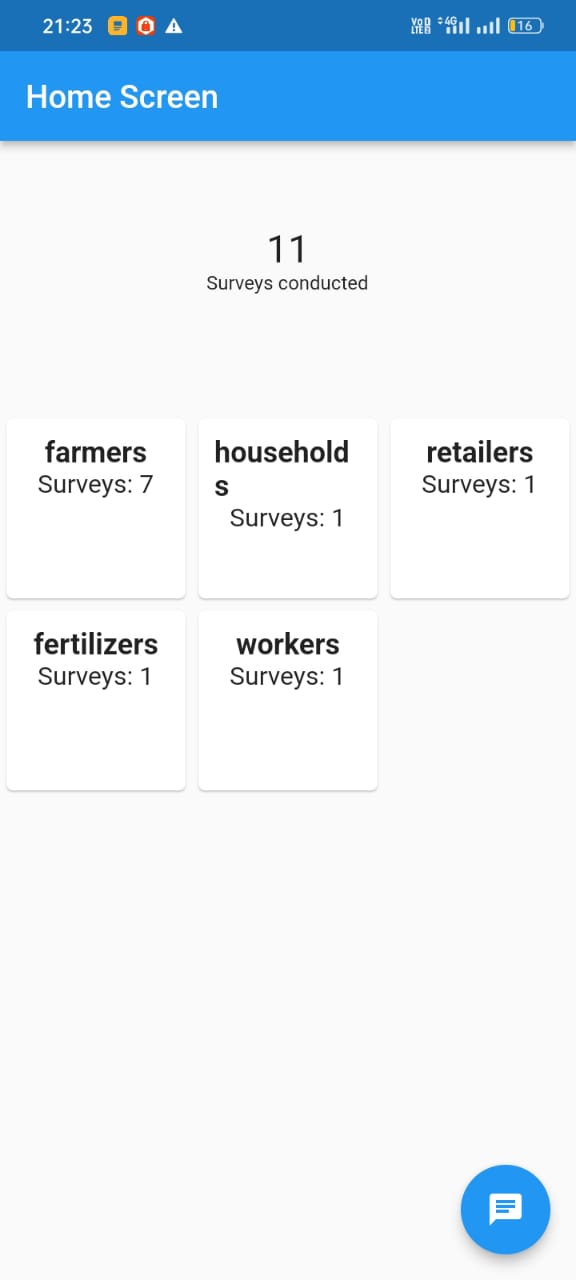 21:23 VoD LTE 4G 16
Home Screen
11
Surveys conducted
farmers
Surveys: 7
household
s
Surveys: 1
retailers
Surveys: 1
fertilizers
Surveys: 1
workers
Surveys: 1